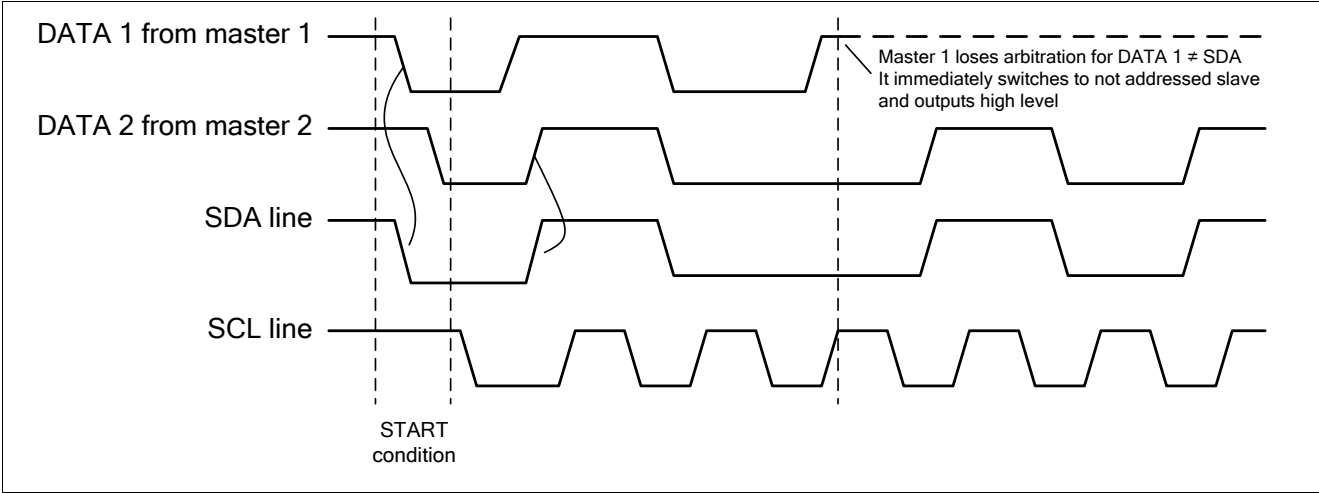 DATA 1 from master 1
Master 1 loses arbitration for DATA 1 ≠ SDA
It immediately switches to not addressed slave
and outputs high level
DATA 2 from master 2
SDA line
SCL line
START
condition